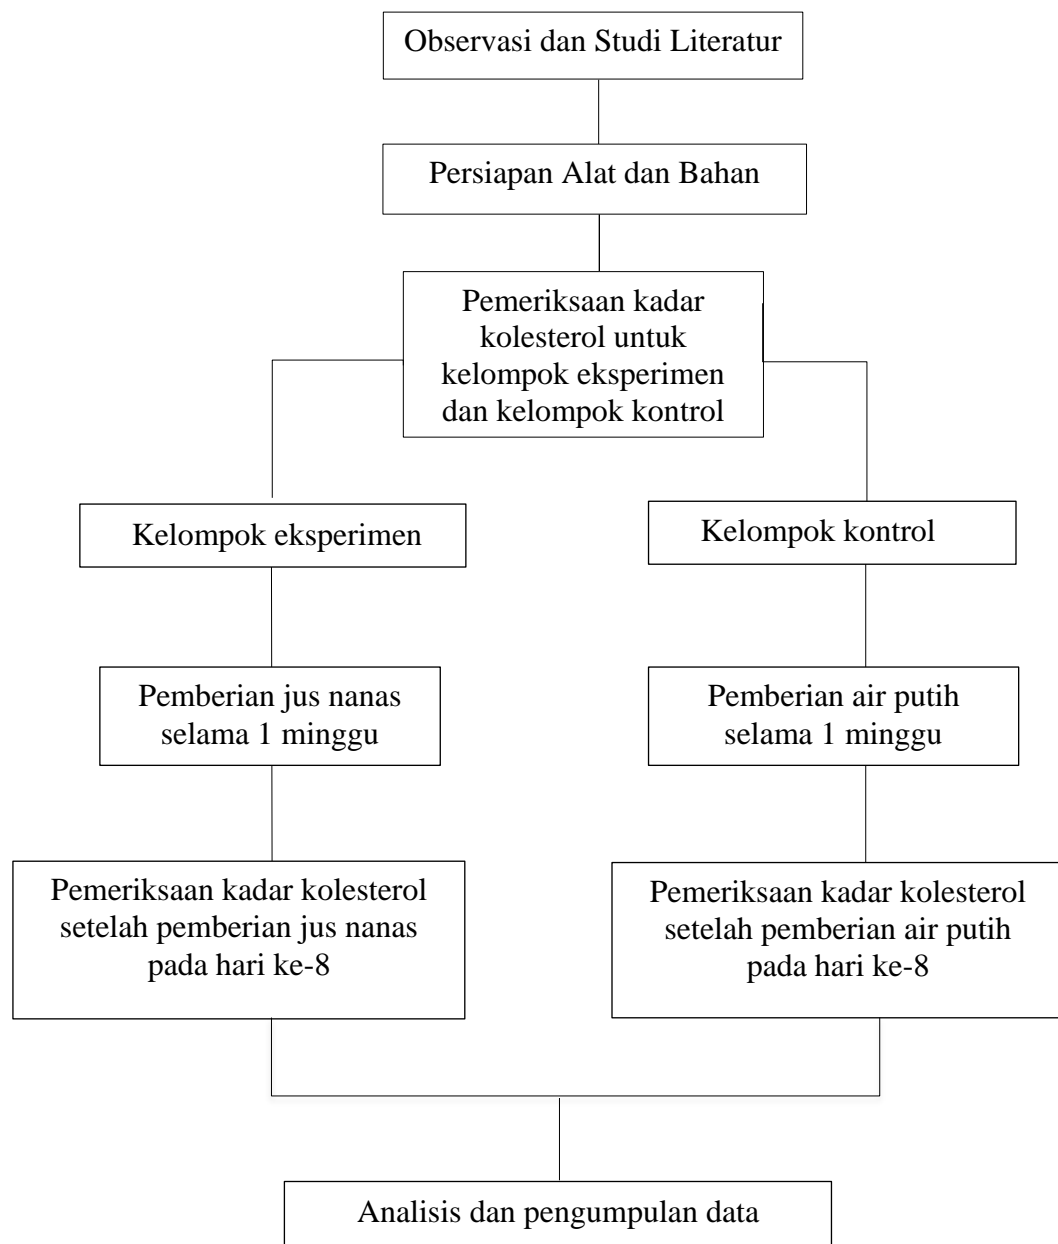 Observasi dan Studi Literatur
Persiapan Alat dan Bahan
Pemeriksaan kadar
kolesterol untuk
kelompok eksperimen
dan kelompok kontrol
Kelompok eksperimen
Kelompok kontrol
Pemberian jus nanas
selama 1 minggu
Pemberian air putih
selama 1 minggu
Pemeriksaan kadar kolesterol
setelah pemberian jus nanas
pada hari ke-8
Pemeriksaan kadar kolesterol
setelah pemberian air putih
pada hari ke-8
Analisis dan pengumpulan data